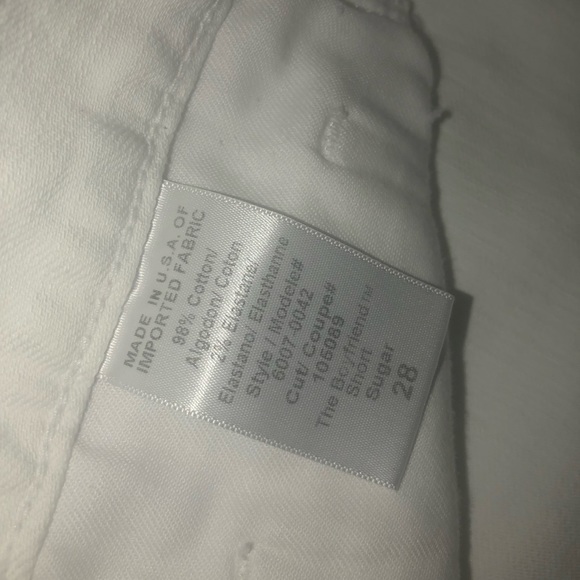 MADE IN U.S.A. OF
IMPORTED FABRIC
98% Cotton/
Algodon/ Coton
2% Elastane/
Elastano/ Elasthanne
Style / Modele#
6007 0042
Cut/ Coupe#
105089
The Boyfriend™
Short
Sugar
28